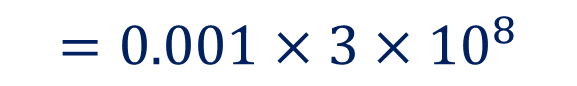 = 0.001 × 3 × 10⁸